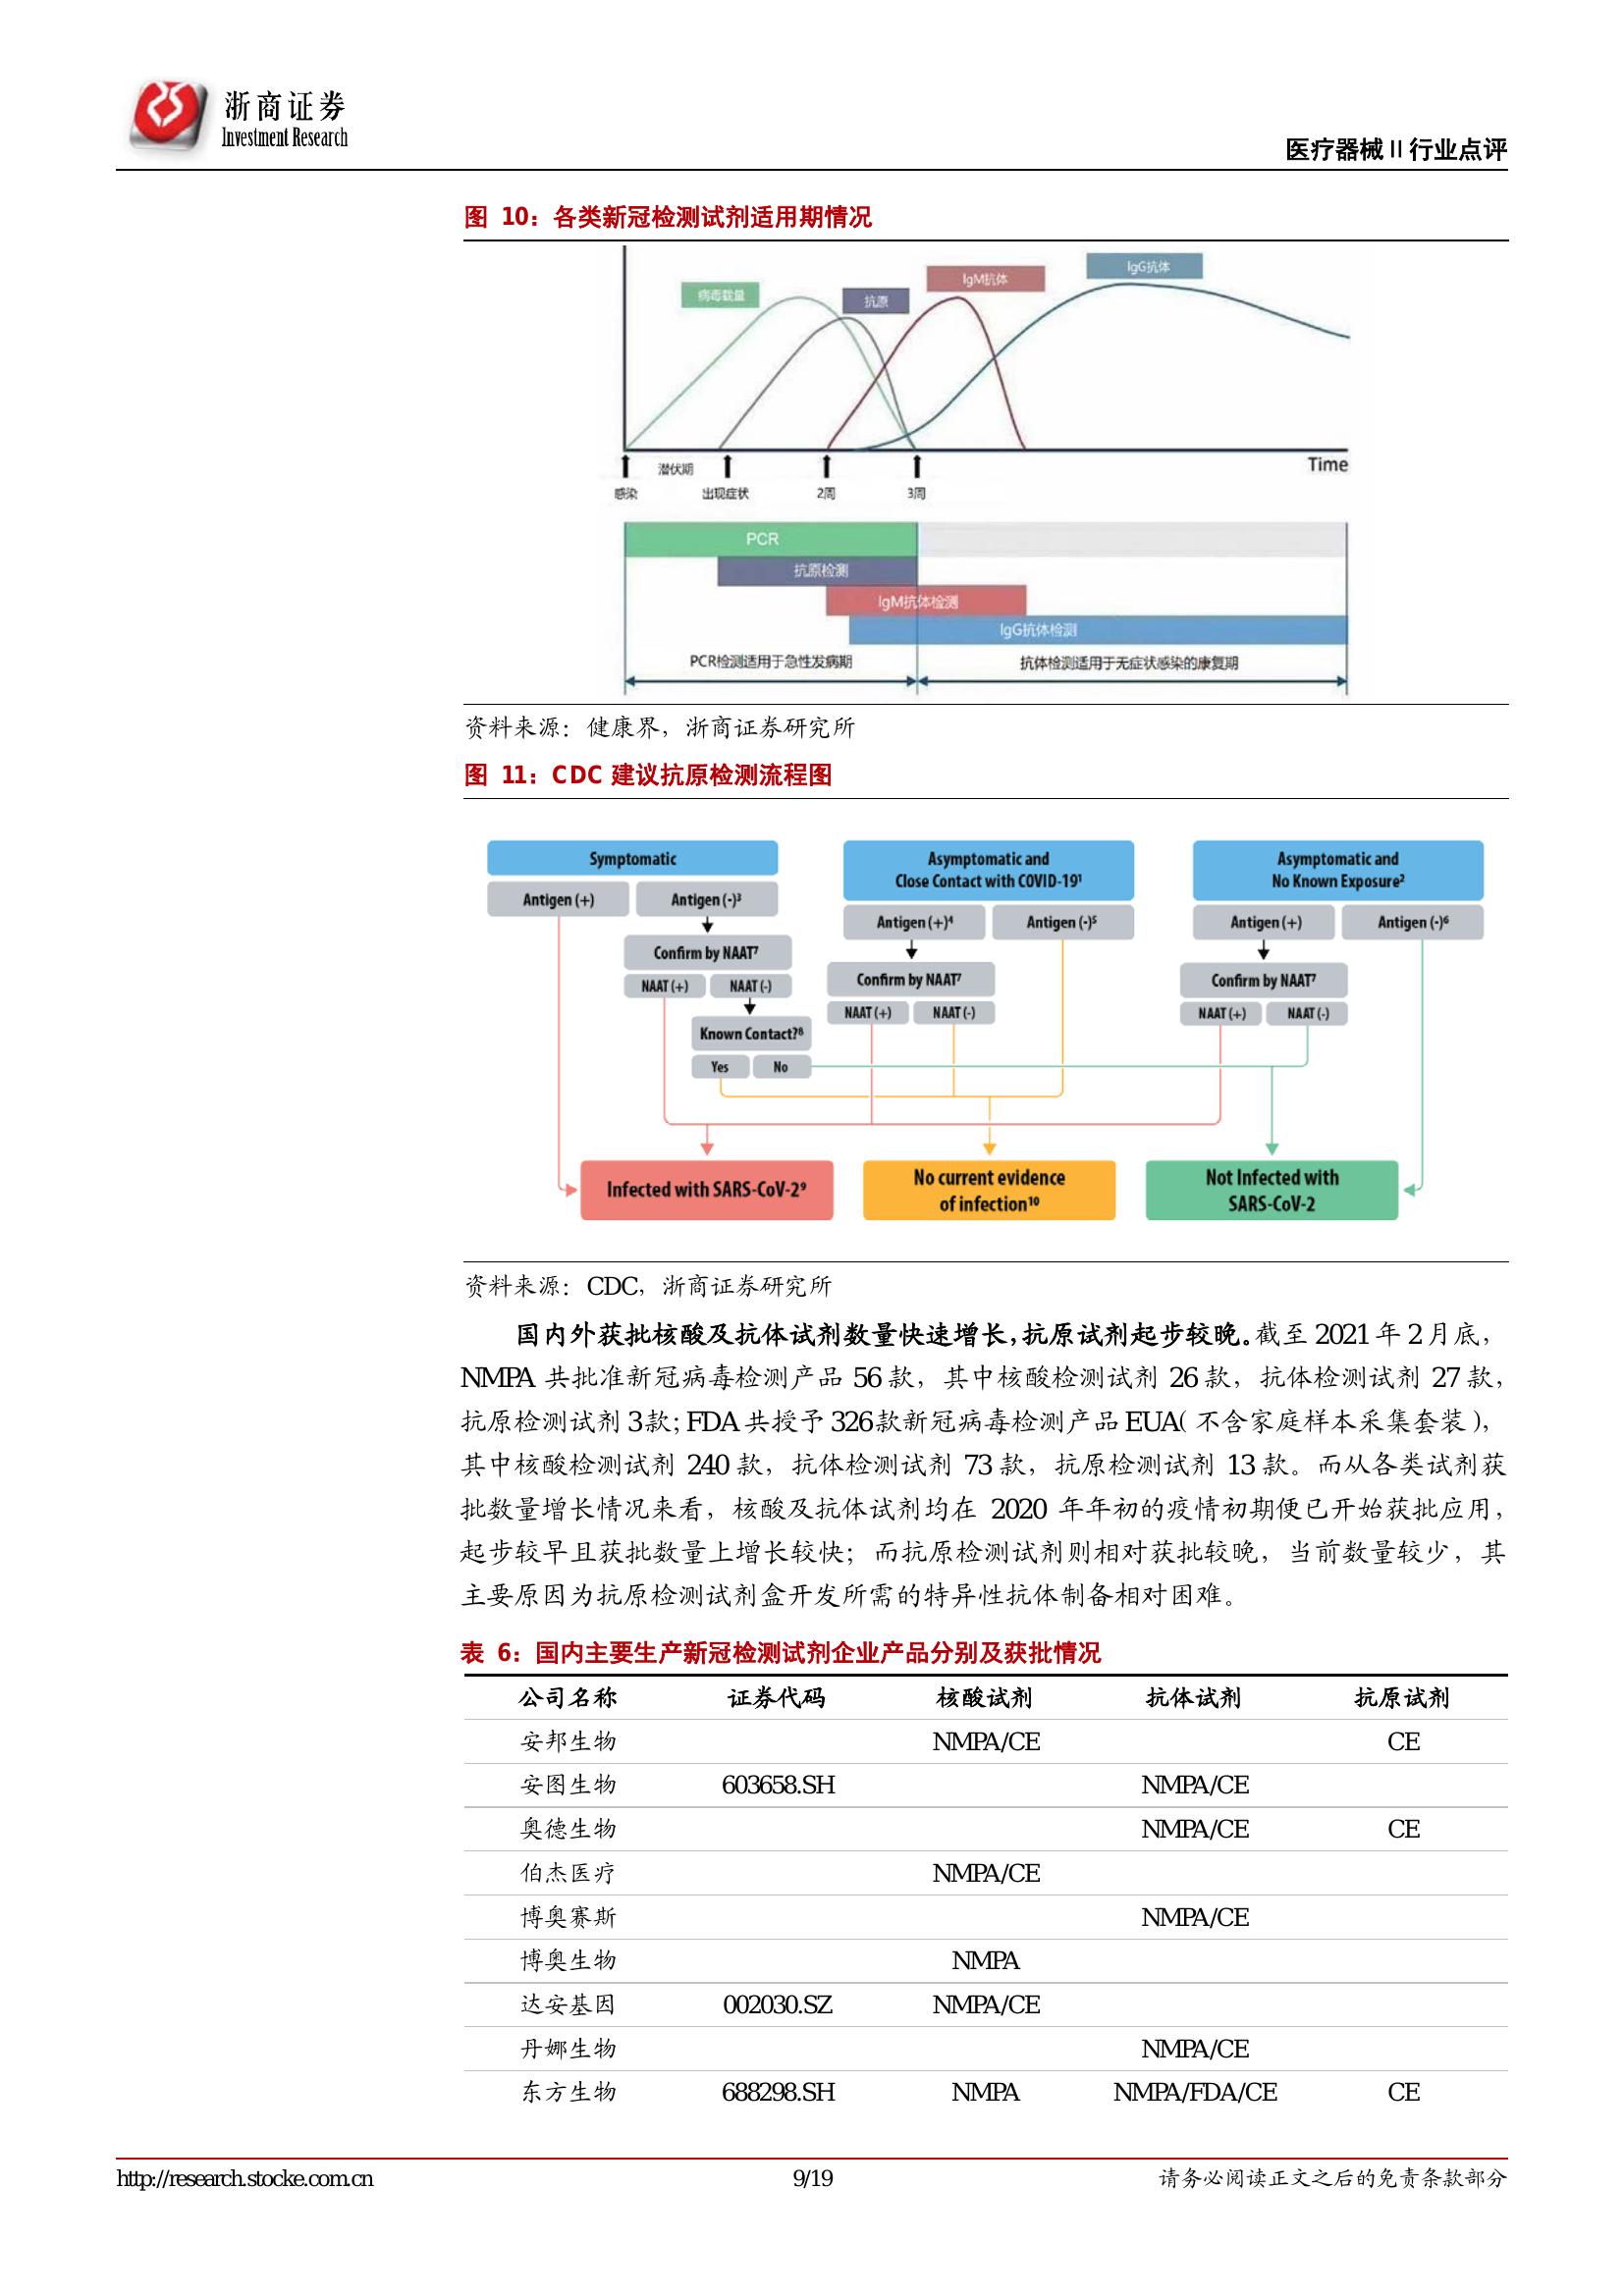 浙商证券
Investment Research
医疗器械Ⅱ行业点评
图 10：各类新冠检测试剂适用期情况
病毒数量
抗原
IgM抗体
IgG抗体
Time
潜伏期
感染
出现症状
2周
3周
PCR
抗原检测
IgM抗体检测
IgG抗体检测
PCR检测适用于急性发病期
抗体检测适用于无症状感染的康复期
资料来源：健康界，浙商证券研究所
图 11：CDC 建议抗原检测流程图
Symptomatic
Antigen (+)
Antigen (-)³
Confirm by NAAT⁷
NAAT (+)
NAAT (-)
Known Contact?⁸
Yes
No
Asymptomatic and
Close Contact with COVID-19¹
Antigen (+)⁴
Antigen (-)⁵
Confirm by NAAT⁷
NAAT (+)
NAAT (-)
Asymptomatic and
No Known Exposure²
Antigen (+)
Antigen (-)⁶
Confirm by NAAT⁷
NAAT (+)
NAAT (-)
Infected with SARS-CoV-2⁹
No current evidence
of infection¹⁰
Not Infected with
SARS-CoV-2
资料来源：CDC，浙商证券研究所
国内外获批核酸及抗体试剂数量快速增长，抗原试剂起步较晚。截至 2021 年 2 月底，
NMPA 共批准新冠病毒检测产品 56 款，其中核酸检测试剂 26 款，抗体检测试剂 27 款，
抗原检测试剂 3 款；FDA 共授予 326 款新冠病毒检测产品 EUA（不含家庭样本采集套装），
其中核酸检测试剂 240 款，抗体检测试剂 73 款，抗原检测试剂 13 款。而从各类试剂获
批数量增长情况来看，核酸及抗体试剂均在 2020 年年初的疫情初期便已开始获批应用，
起步较早且获批数量上增长较快；而抗原检测试剂则相对获批较晚，当前数量较少，其
主要原因为抗原检测试剂盒开发所需的特异性抗体制备相对困难。
表 6：国内主要生产新冠检测试剂企业产品分别及获批情况
公司名称 证券代码 核酸试剂 抗体试剂 抗原试剂
安邦生物 NMPA/CE CE
安图生物 603658.SH NMPA/CE
奥德生物 NMPA/CE CE
伯杰医疗 NMPA/CE
博奥赛斯 NMPA/CE
博奥生物 NMPA
达安基因 002030.SZ NMPA/CE
丹娜生物 NMPA/CE
东方生物 688298.SH NMPA NMPA/FDA/CE CE
http://research.stocke.com.cn 9/19 请务必阅读正文之后的免责条款部分